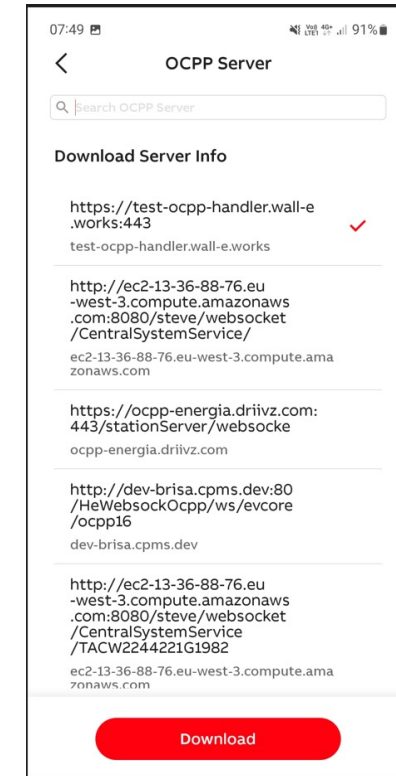 07:49
Vo)) 4G+ LTE1 91%
OCPP Server
Search OCPP Server
Download Server Info
https://test-ocpp-handler.wall-e
.works:443
test-ocpp-handler.wall-e.works
http://ec2-13-36-88-76.eu
-west-3.compute.amazonaws
.com:8080/steve/websocket
/CentralSystemService/
ec2-13-36-88-76.eu-west-3.compute.ama
zonaws.com
https://ocpp-energia.driivz.com:
443/stationServer/websocke
ocpp-energia.driivz.com
http://dev-brisa.cpms.dev:80
/HeWebsockOcpp/ws/evcore
/ocpp16
dev-brisa.cpms.dev
http://ec2-13-36-88-76.eu
-west-3.compute.amazonaws
.com:8080/steve/websocket
/CentralSystemService
/TACW2244221G1982
ec2-13-36-88-76.eu-west-3.compute.ama
zonaws.com
Download